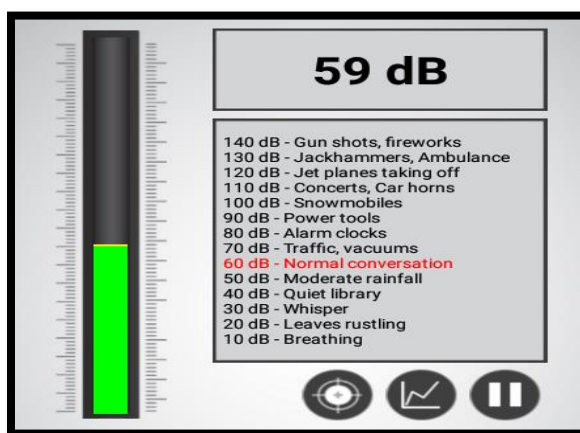 59 dB
140 dB - Gun shots, fireworks
130 dB - Jackhammers, Ambulance
120 dB - Jet planes taking off
110 dB - Concerts, Car horns
100 dB - Snowmobiles
90 dB - Power tools
80 dB - Alarm clocks
70 dB - Traffic, vacuums
60 dB - Normal conversation
50 dB - Moderate rainfall
40 dB - Quiet library
30 dB - Whisper
20 dB - Leaves rustling
10 dB - Breathing